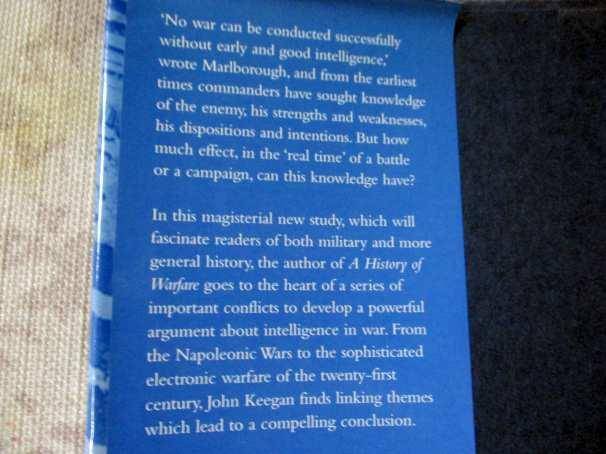 ‘No war can be conducted successfully
without early and good intelligence,’
wrote Marlborough, and from the earliest
times commanders have sought knowledge
of the enemy, his strengths and weaknesses,
his dispositions and intentions. But how
much effect, in the ‘real time’ of a battle
or a campaign, can this knowledge have?
In this magisterial new study, which will
fascinate readers of both military and more
general history, the author of A History of
Warfare goes to the heart of a series of
important conflicts to develop a powerful
argument about intelligence in war. From
the Napoleonic Wars to the sophisticated
electronic warfare of the twenty-first
century, John Keegan finds linking themes
which lead to a compelling conclusion.